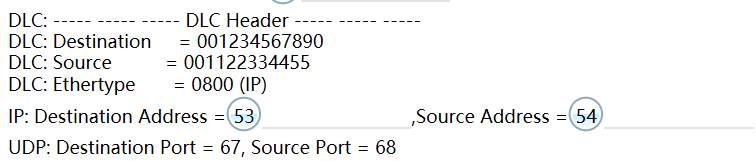 DLC: ----- ----- ----- DLC Header ----- ----- -----
DLC: Destination = 001234567890
DLC: Source = 001122334455
DLC: Ethertype = 0800 (IP)
IP: Destination Address = 53 ,Source Address = 54
UDP: Destination Port = 67, Source Port = 68